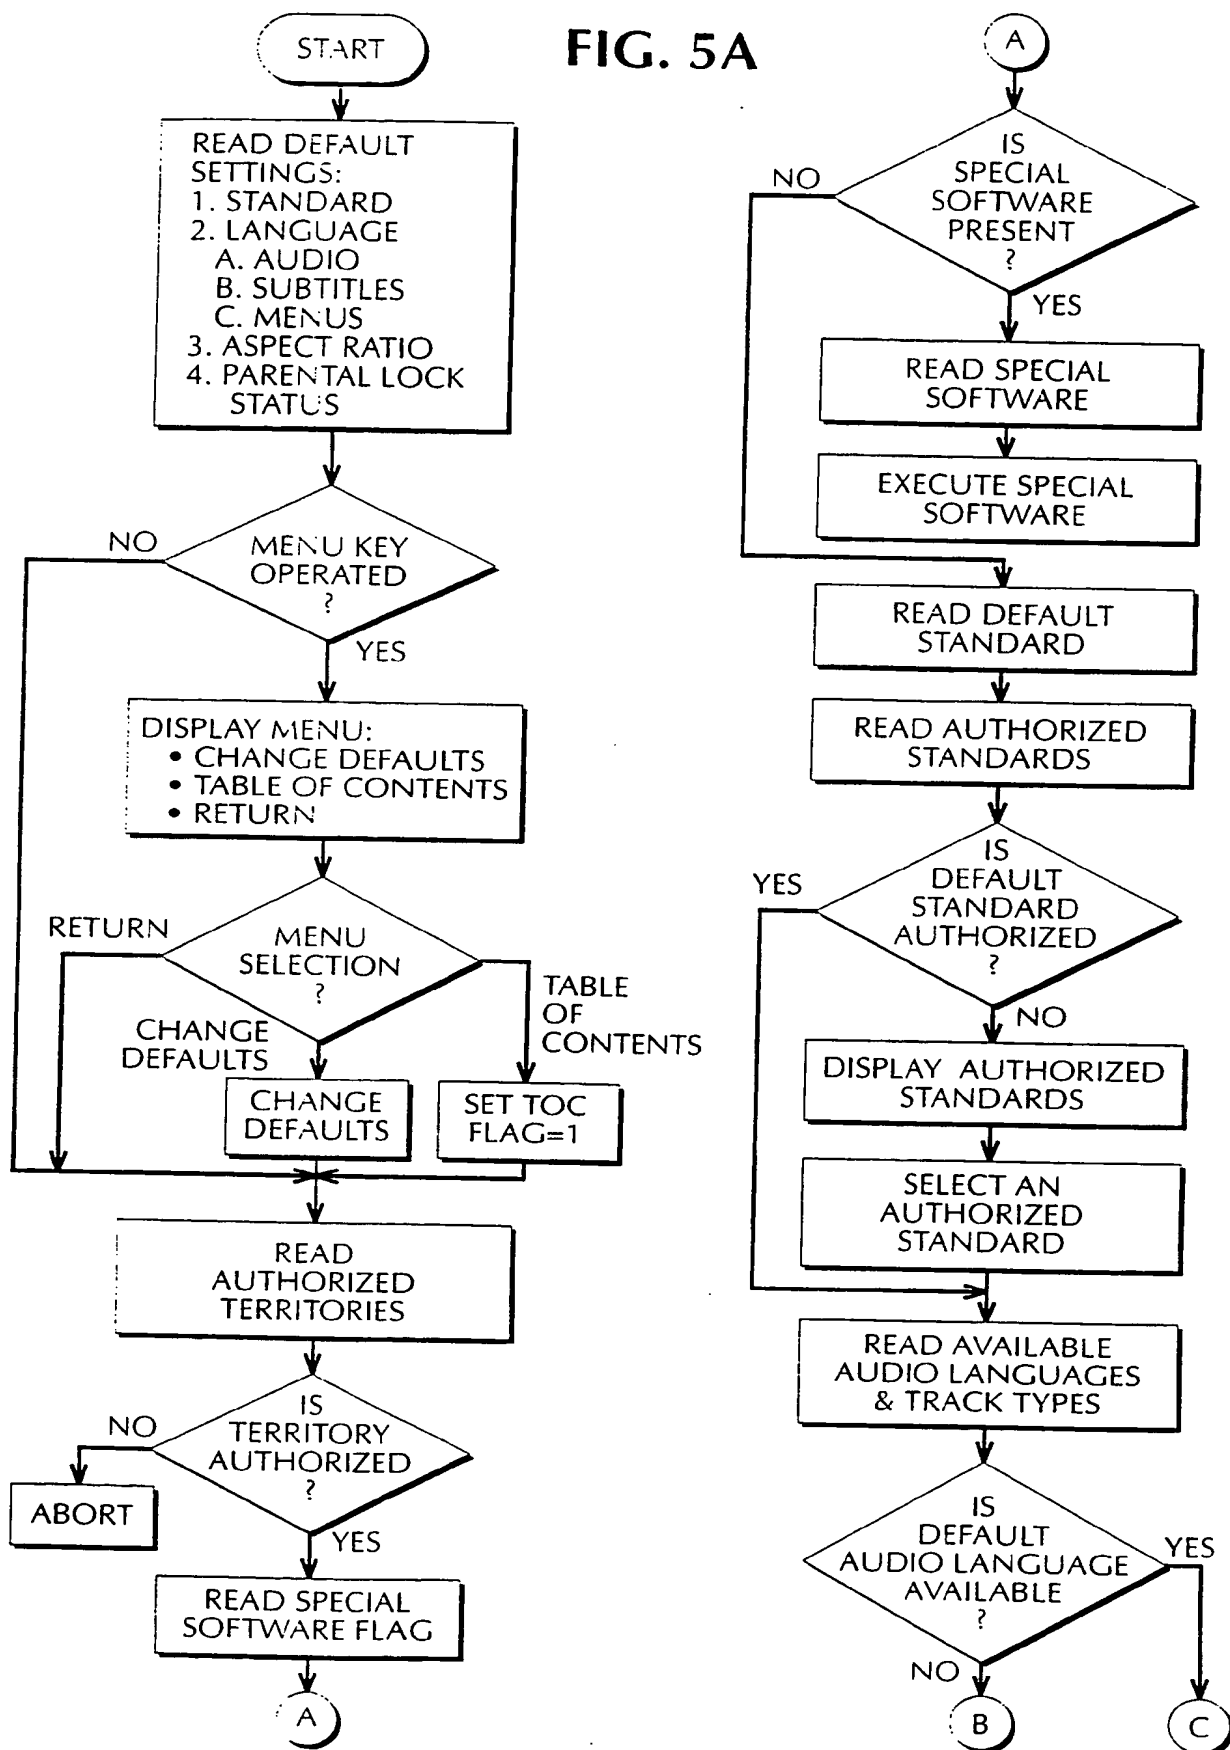 FIG. 5A
START
READ DEFAULT
SETTINGS:
1. STANDARD
2. LANGUAGE
A. AUDIO
B. SUBTITLES
C. MENUS
3. ASPECT RATIO
4. PARENTAL LOCK
STATUS
NO
MENU KEY
OPERATED
?
YES
DISPLAY MENU:
• CHANGE DEFAULTS
• TABLE OF CONTENTS
• RETURN
RETURN
MENU
SELECTION
?
CHANGE
DEFAULTS
TABLE
OF
CONTENTS
CHANGE
DEFAULTS
SET TOC
FLAG=1
READ
AUTHORIZED
TERRITORIES
NO
IS
TERRITORY
AUTHORIZED
?
ABORT
YES
READ SPECIAL
SOFTWARE FLAG
A
A
NO
IS
SPECIAL
SOFTWARE
PRESENT
?
YES
READ SPECIAL
SOFTWARE
EXECUTE SPECIAL
SOFTWARE
READ DEFAULT
STANDARD
READ AUTHORIZED
STANDARDS
YES
IS
DEFAULT
STANDARD
AUTHORIZED
?
NO
DISPLAY AUTHORIZED
STANDARDS
SELECT AN
AUTHORIZED
STANDARD
READ AVAILABLE
AUDIO LANGUAGES
& TRACK TYPES
IS
DEFAULT
AUDIO LANGUAGE
AVAILABLE
?
YES
NO
B
C